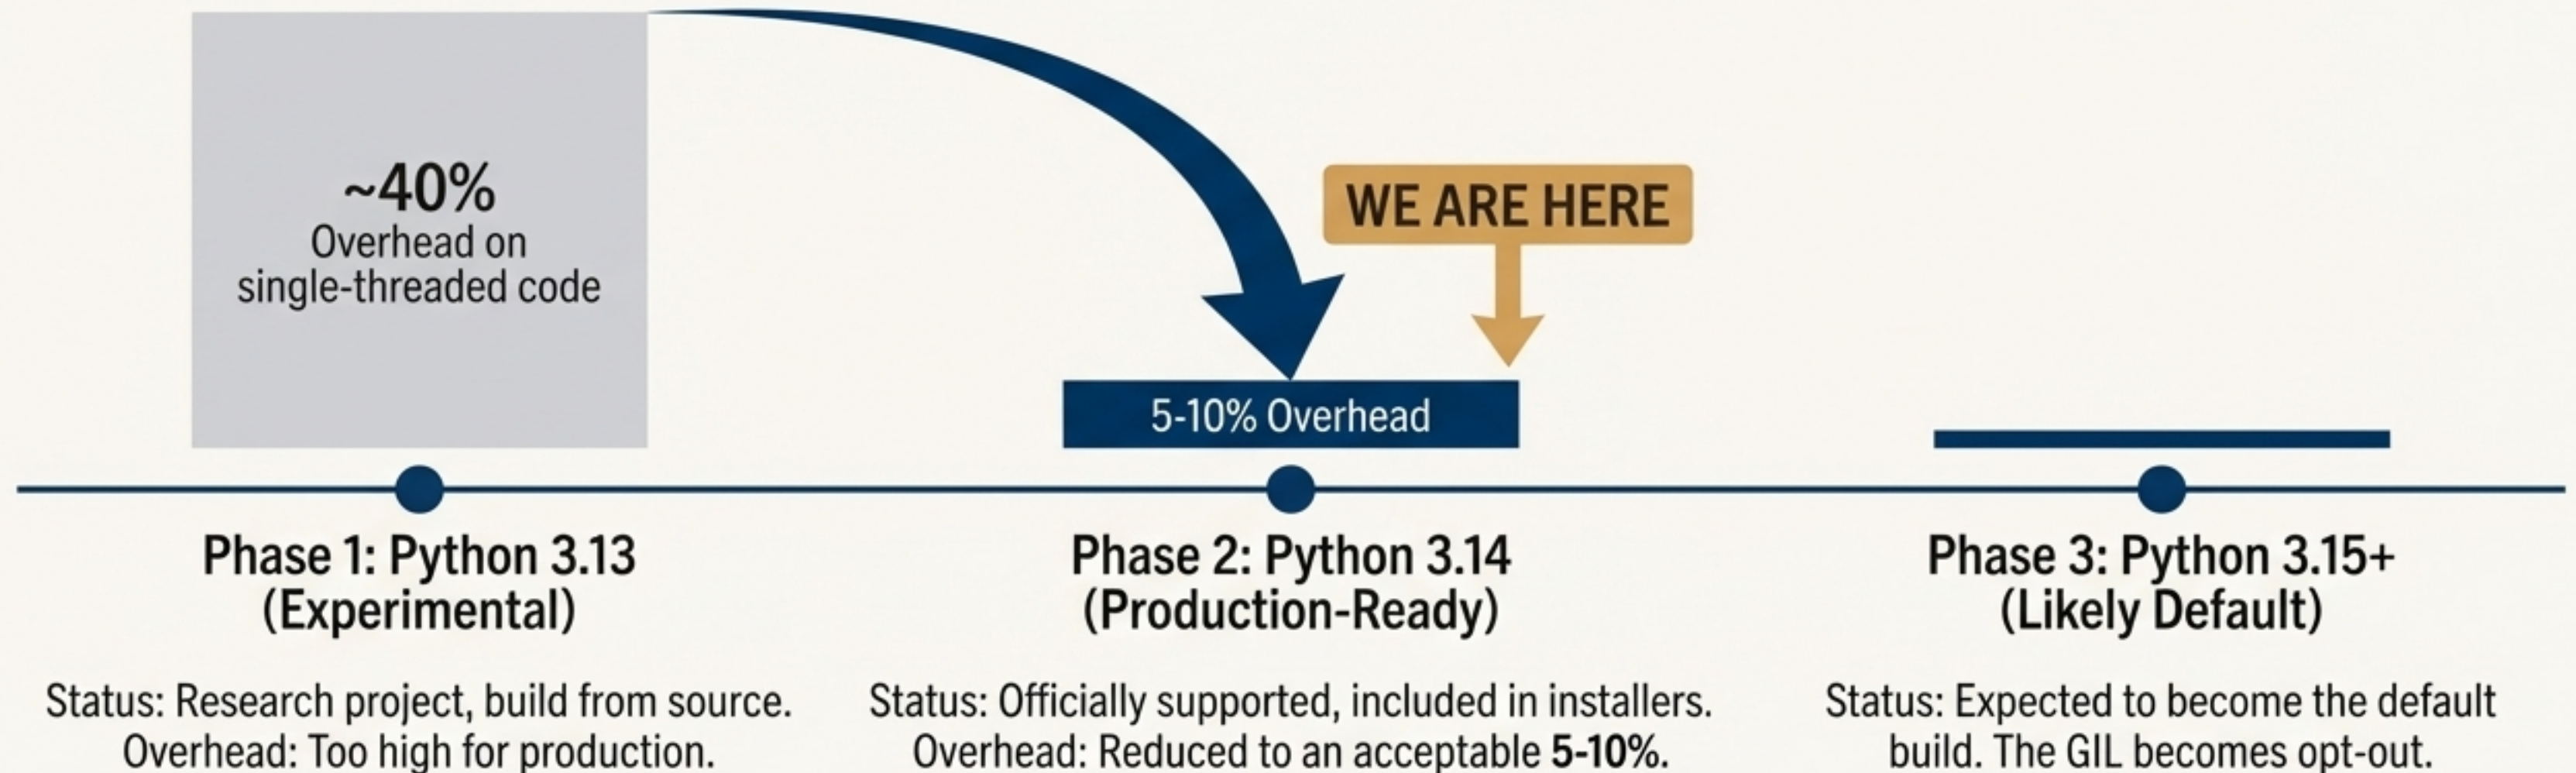 ~40%
Overhead on
single-threaded code
WE ARE HERE
5-10% Overhead
Phase 1: Python 3.13
(Experimental)
Status: Research project, build from source.
Overhead: Too high for production.
Phase 2: Python 3.14
(Production-Ready)
Status: Officially supported, included in installers.
Overhead: Reduced to an acceptable 5-10%.
Phase 3: Python 3.15+
(Likely Default)
Status: Expected to become the default
build. The GIL becomes opt-out.